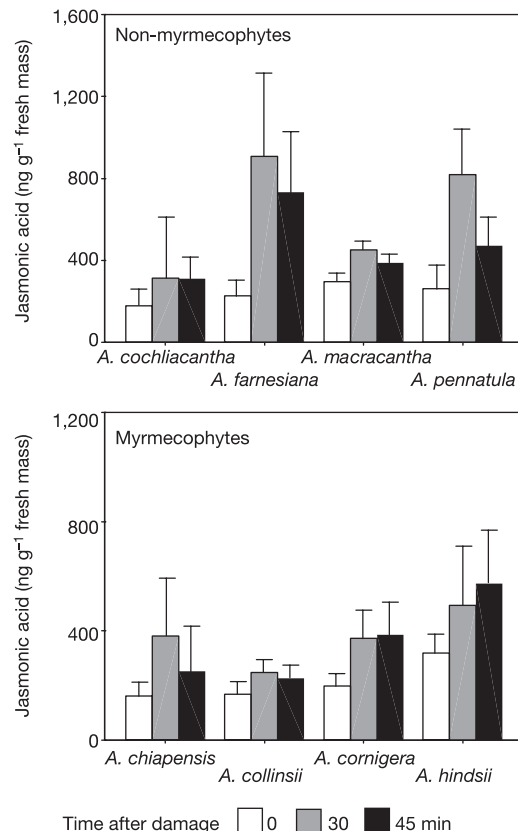 1,600
Non-myrmecophytes
1,200
800
400
0
Jasmonic acid (ng g⁻¹ fresh mass)
A. cochliacantha A. macracantha
A. farnesiana A. pennatula
1,200
Myrmecophytes
800
400
0
Jasmonic acid (ng g⁻¹ fresh mass)
A. chiapensis A. cornigera
A. collinsii A. hindsii
Time after damage 0 30 45 min